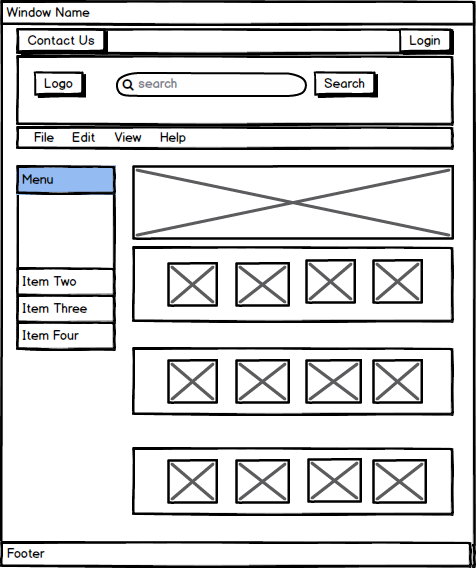 Window Name
Contact Us Login
Logo search Search
File Edit View Help
Menu
Item Two
Item Three
Item Four
Footer